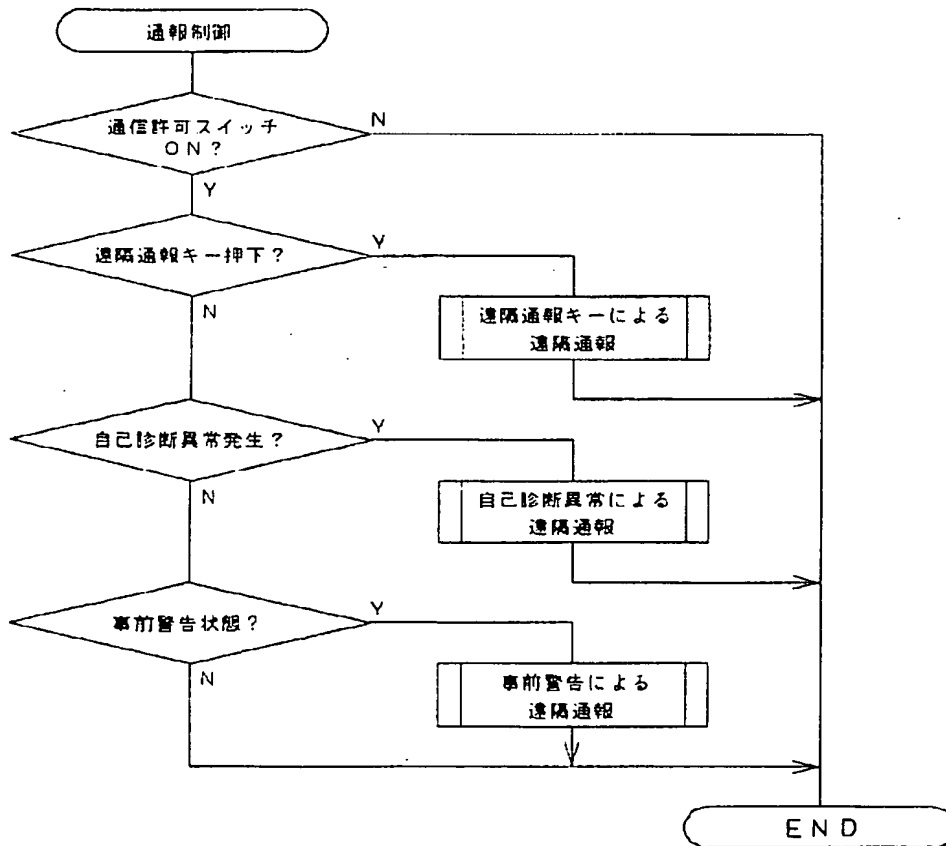 通報制御
通信許可スイッチ
ON?
N
Y
遠隔通報キー押下?
Y
N
遠隔通報キーによる
遠隔通報
自己診断異常発生?
Y
N
自己診断異常による
遠隔通報
事前警告状態?
Y
N
事前警告による
遠隔通報
END